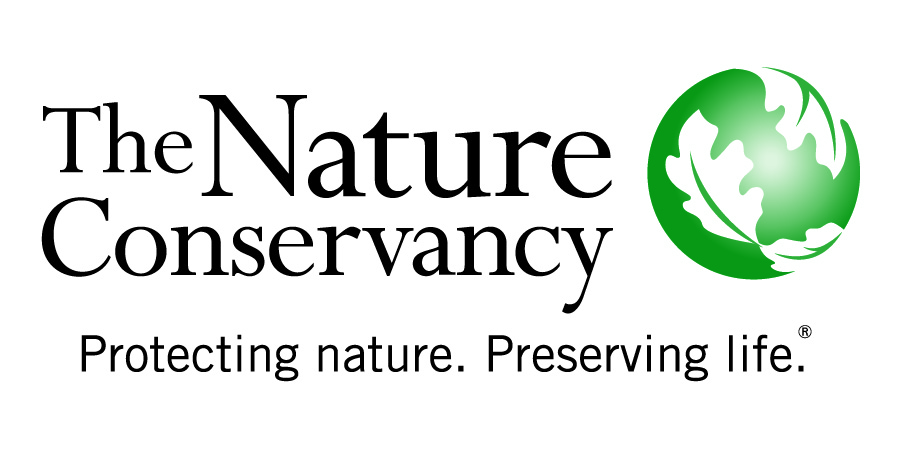 The Nature
Conservancy
Protecting nature. Preserving life.®